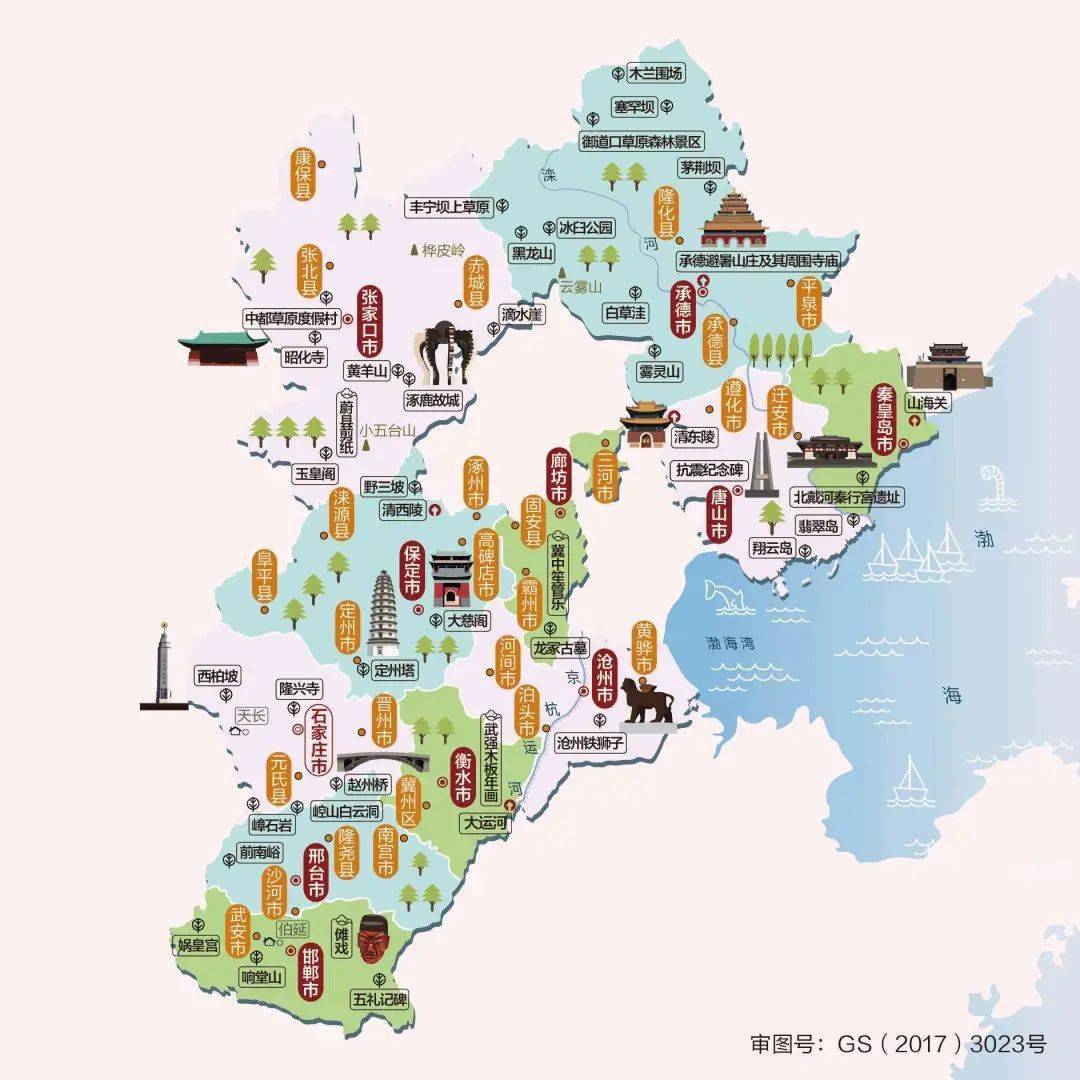 木兰围场
塞罕坝
御道口草原森林景区
茅荆坝
滦
河
隆化县
康保县
丰宁坝上草原
冰臼公园
黑龙山
桦皮岭
张北县
赤城县
云雾山
承德避暑山庄及其周围寺庙
平泉市
承德市
承德县
白草洼
中都草原度假村
张家口市
滴水崖
昭化寺
黄羊山
涿鹿故城
雾灵山
蔚县剪纸
小五台山
玉皇阁
遵化市
迁安市
秦皇岛市
山海关
清东陵
抗震纪念碑
唐山市
北戴河秦行宫遗址
翡翠岛
翔云岛
三河市
廊坊市
涿州市
野三坡
清西陵
涞源县
固安县
高碑店市
保定市
冀中笙管乐
阜平县
霸州市
定州市
大慈阁
定州塔
龙冢古墓
河间市
黄骅市
沧州市
泊头市
京
杭
运
河
沧州铁狮子
渤
海
渤海湾
西柏坡
隆兴寺
天长
石家庄市
晋州市
元氏县
赵州桥
武强木板年画
衡水市
冀州区
大运河
嶂石岩
崆山白云洞
前南峪
隆尧县
南宫市
邢台市
沙河市
武安市
伯延
傩戏
娲皇宫
响堂山
邯郸市
五礼记碑
审图号：GS（2017）3023号